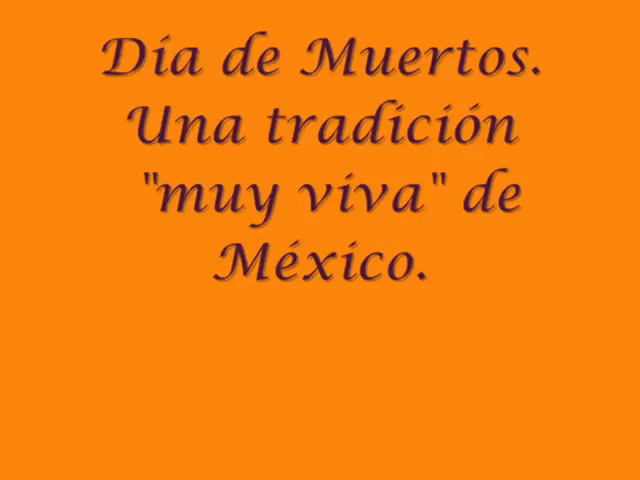 Día de Muertos.
Una tradición
"muy viva" de
México.